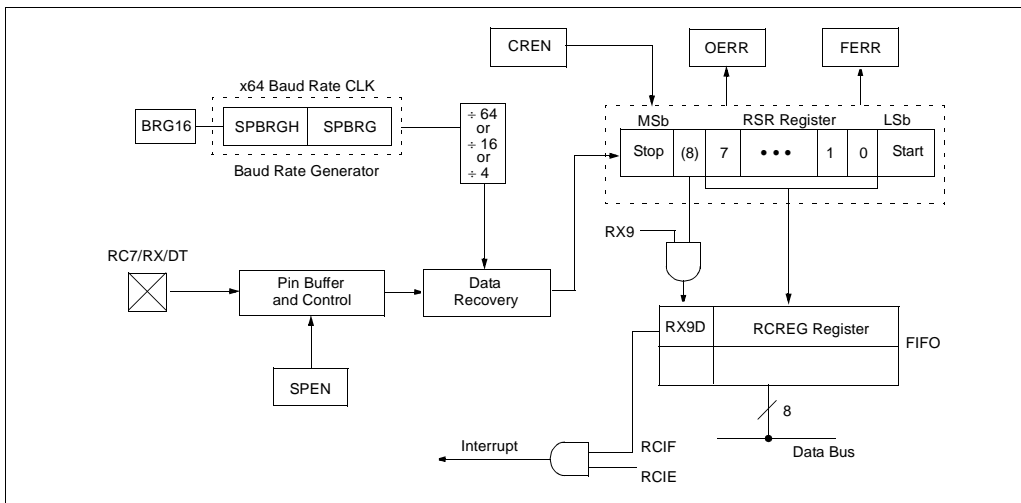 CREN
OERR
FERR
x64 Baud Rate CLK
BRG16
SPBRGH
SPBRG
Baud Rate Generator
÷ 64
or
÷ 16
or
÷ 4
MSb
RSR Register
LSb
Stop
(8)
7
• • •
1
0
Start
RX9
RC7/RX/DT
Pin Buffer
and Control
Data
Recovery
SPEN
RX9D
RCREG Register
FIFO
8
Data Bus
Interrupt
RCIF
RCIE